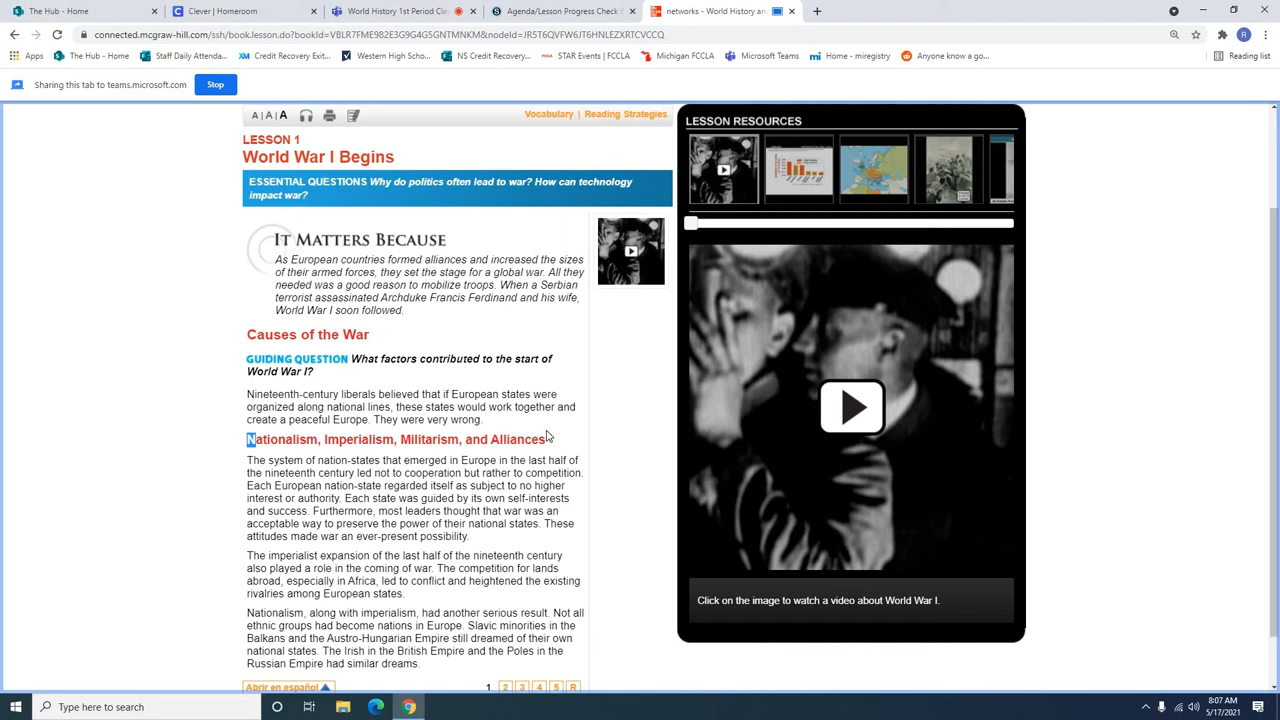 The Hub - Home
Clever | Homeroom
World History 1st Period Clas
Agenda/Lesson Progress Check &
networks - World History and
connected.mcgraw-hill.com/ssh/book.lesson.do?bookId=VBLR7FME982E3G9G4G5GNTMNKM&nodeId=JR5T6QVFW6JT6HNLEZXRTCVCCQ
Apps
The Hub - Home
Staff Daily Attenda...
Credit Recovery Exi...
Western High Scho...
NS Credit Recovery...
STAR Events | FCCLA
Michigan FCCLA
Microsoft Teams
Home - miregistry
Anyone know a go...
Reading list
Sharing this tab to teams.microsoft.com
Stop
A | A | A
Vocabulary | Reading Strategies
LESSON 1
World War I Begins
ESSENTIAL QUESTIONS Why do politics often lead to war? How can technology
impact war?
IT MATTERS BECAUSE
As European countries formed alliances and increased the sizes
of their armed forces, they set the stage for a global war. All they
needed was a good reason to mobilize troops. When a Serbian
terrorist assassinated Archduke Francis Ferdinand and his wife,
World War I soon followed.
Causes of the War
GUIDING QUESTION What factors contributed to the start of
World War I?
Nineteenth-century liberals believed that if European states were
organized along national lines, these states would work together and
create a peaceful Europe. They were very wrong.
Nationalism, Imperialism, Militarism, and Alliances
The system of nation-states that emerged in Europe in the last half of
the nineteenth century led not to cooperation but rather to competition.
Each European nation-state regarded itself as subject to no higher
interest or authority. Each state was guided by its own self-interests
and success. Furthermore, most leaders thought that war was an
acceptable way to preserve the power of their national states. These
attitudes made war an ever-present possibility.
The imperialist expansion of the last half of the nineteenth century
also played a role in the coming of war. The competition for lands
abroad, especially in Africa, led to conflict and heightened the existing
rivalries among European states.
Nationalism, along with imperialism, had another serious result. Not all
ethnic groups had become nations in Europe. Slavic minorities in the
Balkans and the Austro-Hungarian Empire still dreamed of their own
national states. The Irish in the British Empire and the Poles in the
Russian Empire had similar dreams.
Abrir en español
1 2 3 4 5 R
LESSON RESOURCES
Click on the image to watch a video about World War I.
Type here to search
8:07 AM
5/17/2021